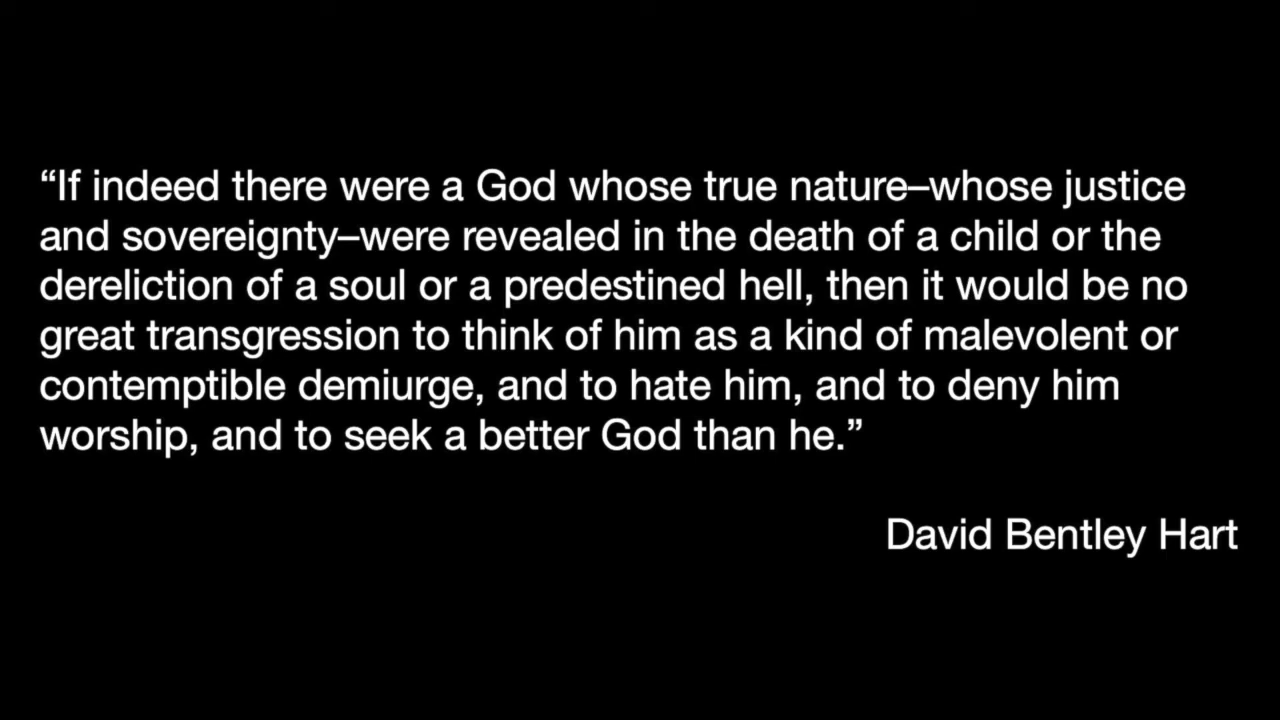 “If indeed there were a God whose true nature–whose justice
and sovereignty–were revealed in the death of a child or the
dereliction of a soul or a predestined hell, then it would be no
great transgression to think of him as a kind of malevolent or
contemptible demiurge, and to hate him, and to deny him
worship, and to seek a better God than he.”
David Bentley Hart